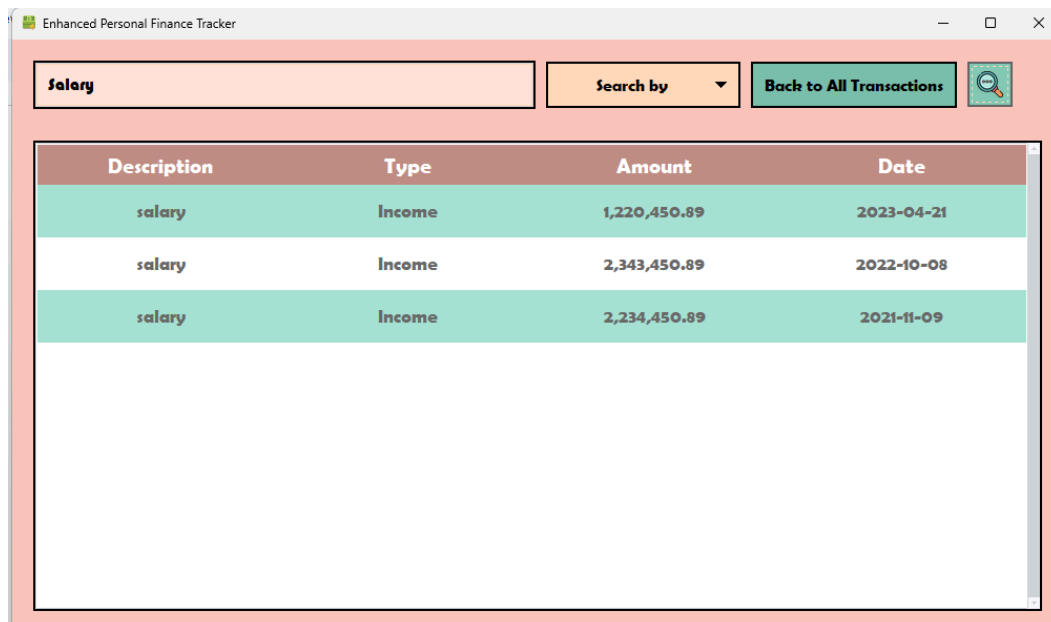 Enhanced Personal Finance Tracker
Salary Search by Back to All Transactions
Description Type Amount Date
salary Income 1,220,450.89 2023-04-21
salary Income 2,343,450.89 2022-10-08
salary Income 2,234,450.89 2021-11-09